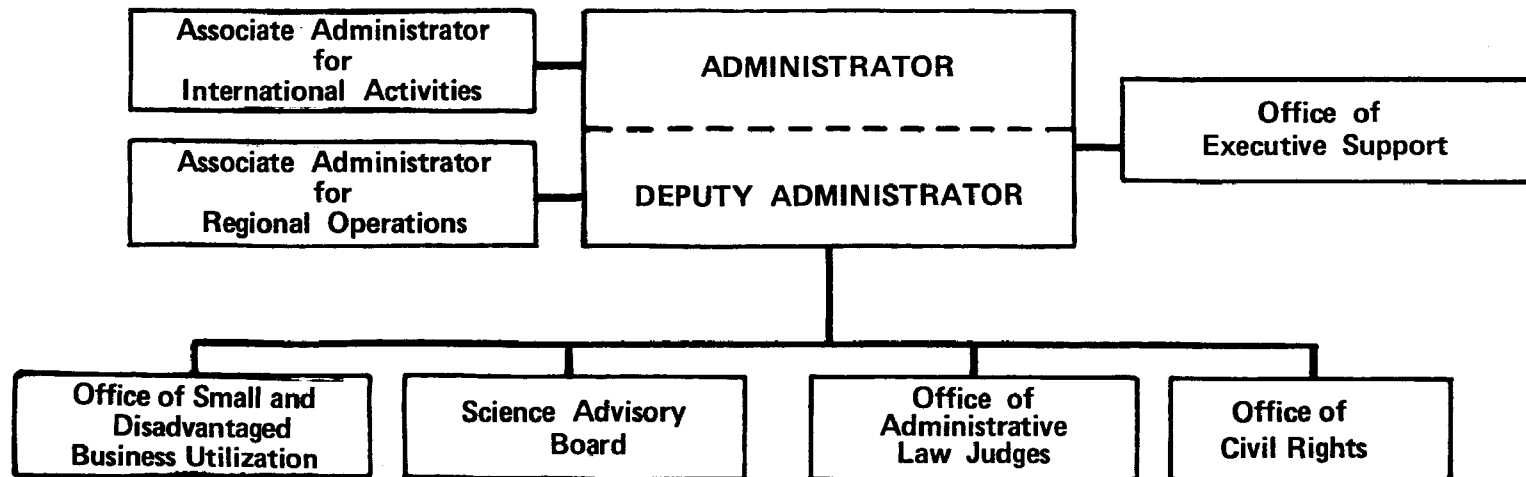 Associate Administrator
for
International Activities
ADMINISTRATOR
Office of
Executive Support
Associate Administrator
for
Regional Operations
DEPUTY ADMINISTRATOR
Office of Small and
Disadvantaged
Business Utilization
Science Advisory
Board
Office of
Administrative
Law Judges
Office of
Civil Rights